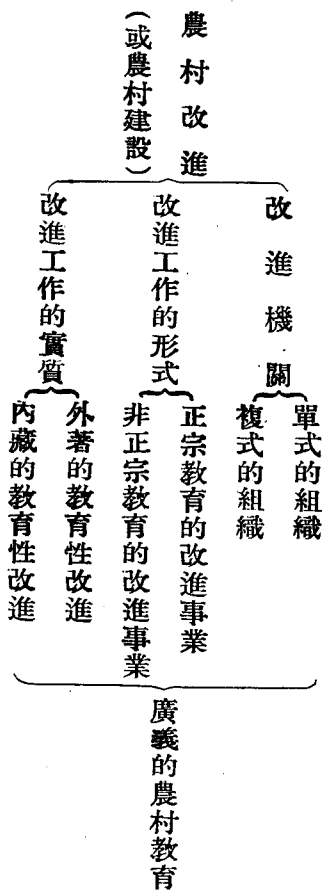 農村改進
（或農村建設）
改進機關
改進工作的形式
改進工作的實質
單式的組織
複式的組織
正宗教育的改進事業
非正宗教育的改進事業
外著的教育性改進
內藏的教育性改進
廣義的農村教育